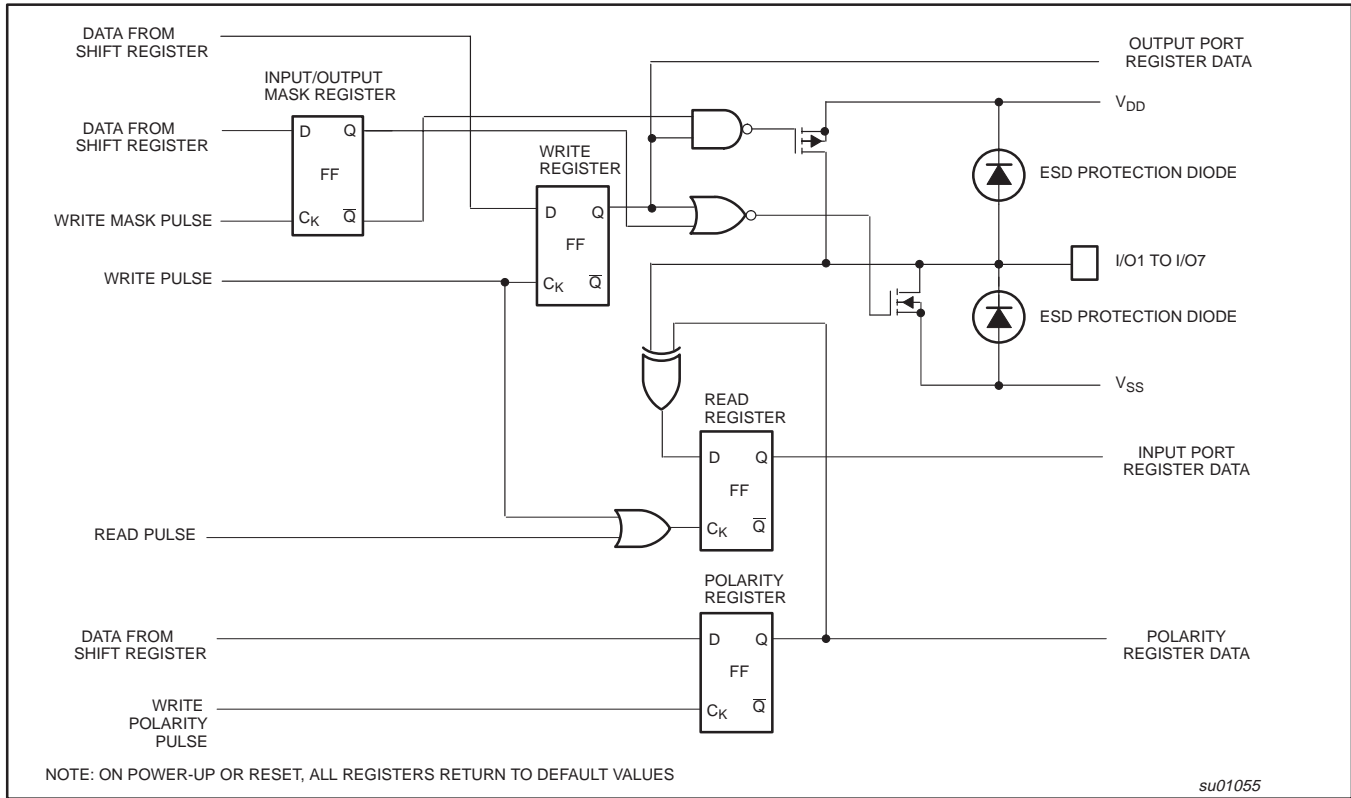 DATA FROM
SHIFT REGISTER
INPUT/OUTPUT
MASK REGISTER
DATA FROM
SHIFT REGISTER
D Q
FF
CK Q̅
WRITE MASK PULSE
WRITE PULSE
WRITE
REGISTER
D Q
FF
CK Q̅
OUTPUT PORT
REGISTER DATA
VDD
ESD PROTECTION DIODE
I/O1 TO I/O7
ESD PROTECTION DIODE
VSS
READ
REGISTER
D Q
FF
CK Q̅
INPUT PORT
REGISTER DATA
READ PULSE
POLARITY
REGISTER
DATA FROM
SHIFT REGISTER
D Q
FF
CK Q̅
POLARITY
REGISTER DATA
WRITE
POLARITY
PULSE
NOTE: ON POWER-UP OR RESET, ALL REGISTERS RETURN TO DEFAULT VALUES
su01055